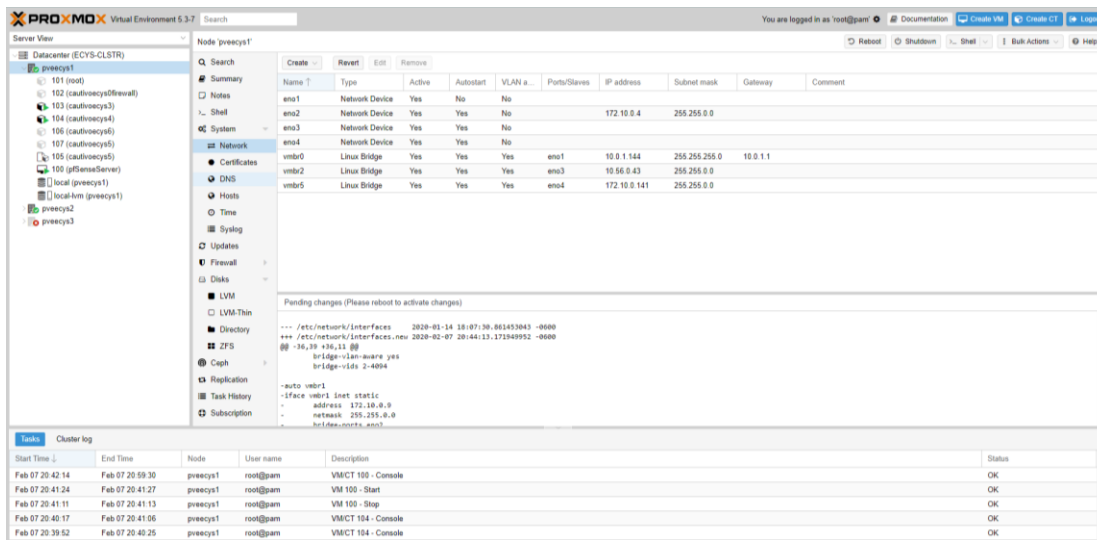 PROXMOX Virtual Environment 5.3-7 Search You are logged in as 'root@pam' Documentation Create VM Create CT Logo
Server View
Datacenter (ECYS-CLSTR)
pveecys1
101 (root)
102 (cautivoecys0firewall)
103 (cautivoecys3)
104 (cautivoecys4)
106 (cautivoecys6)
107 (cautivoecys5)
105 (cautivoecys5)
100 (pfSenseServer)
local (pveecys1)
local-lvm (pveecys1)
pveecys2
pveecys3
Node 'pveecys1' Reboot Shutdown Shell Bulk Actions Help
Search
Summary
Notes
Shell
System
Network
Certificates
DNS
Hosts
Time
Syslog
Updates
Firewall
Disks
LVM
LVM-Thin
Directory
ZFS
Ceph
Replication
Task History
Subscription
Create Revert Edit Remove
Name Type Active Autostart VLAN a... Ports/Slaves IP address Subnet mask Gateway Comment
eno1 Network Device Yes No No
eno2 Network Device Yes Yes No 172.10.0.4 255.255.0.0
eno3 Network Device Yes Yes No
eno4 Network Device Yes Yes No
vmbr0 Linux Bridge Yes Yes Yes eno1 10.0.1.144 255.255.255.0 10.0.1.1
vmbr2 Linux Bridge Yes Yes Yes eno3 10.56.0.43 255.255.0.0
vmbr5 Linux Bridge Yes Yes Yes eno4 172.10.0.141 255.255.0.0
Pending changes (Please reboot to activate changes)
--- /etc/network/interfaces 2020-01-14 18:07:30.861453043 -0600
+++ /etc/network/interfaces.new 2020-02-07 20:44:13.171949952 -0600
@@ -36,39 +36,11 @@
bridge-vlan-aware yes
bridge-vids 2-4094
-auto vmbr1
-iface vmbr1 inet static
- address 172.10.0.9
- netmask 255.255.0.0
- bridge-ports eno2
Tasks Cluster log
Start Time End Time Node User name Description Status
Feb 07 20:42:14 Feb 07 20:59:30 pveecys1 root@pam VM/CT 100 - Console OK
Feb 07 20:41:24 Feb 07 20:41:27 pveecys1 root@pam VM 100 - Start OK
Feb 07 20:41:11 Feb 07 20:41:13 pveecys1 root@pam VM 100 - Stop OK
Feb 07 20:40:17 Feb 07 20:41:06 pveecys1 root@pam VM/CT 104 - Console OK
Feb 07 20:39:52 Feb 07 20:40:25 pveecys1 root@pam VM/CT 104 - Console OK